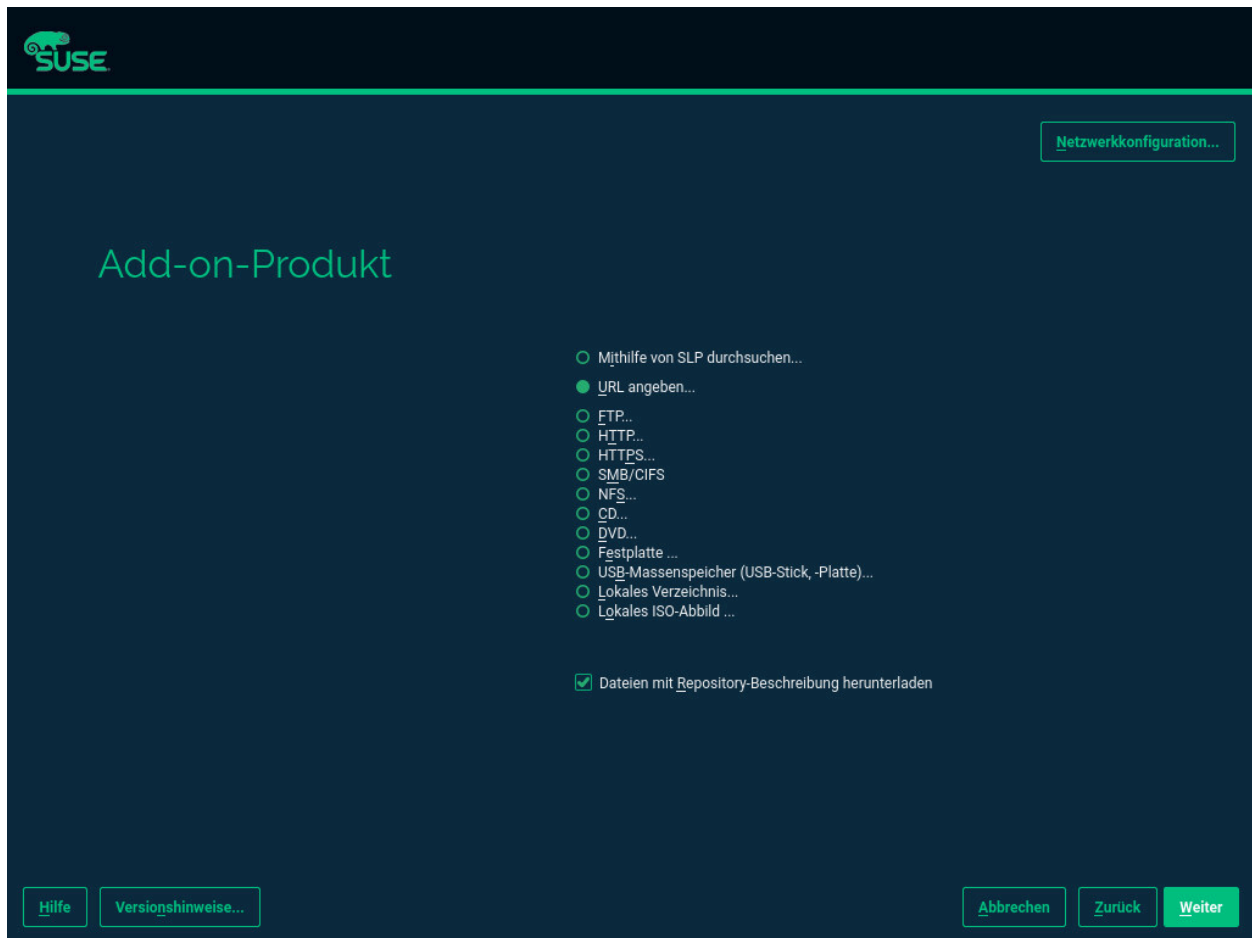 SUSE
Netzwerkkonfiguration...
Add-on-Produkt
Mithilfe von SLP durchsuchen...
URL angeben...
FTP...
HTTP...
HTTPS...
SMB/CIFS
NFS...
CD...
DVD...
Festplatte ...
USB-Massenspeicher (USB-Stick, -Platte)...
Lokales Verzeichnis...
Lokales ISO-Abbild ...
Dateien mit Repository-Beschreibung herunterladen
Hilfe Versionshinweise... Abbrechen Zurück Weiter